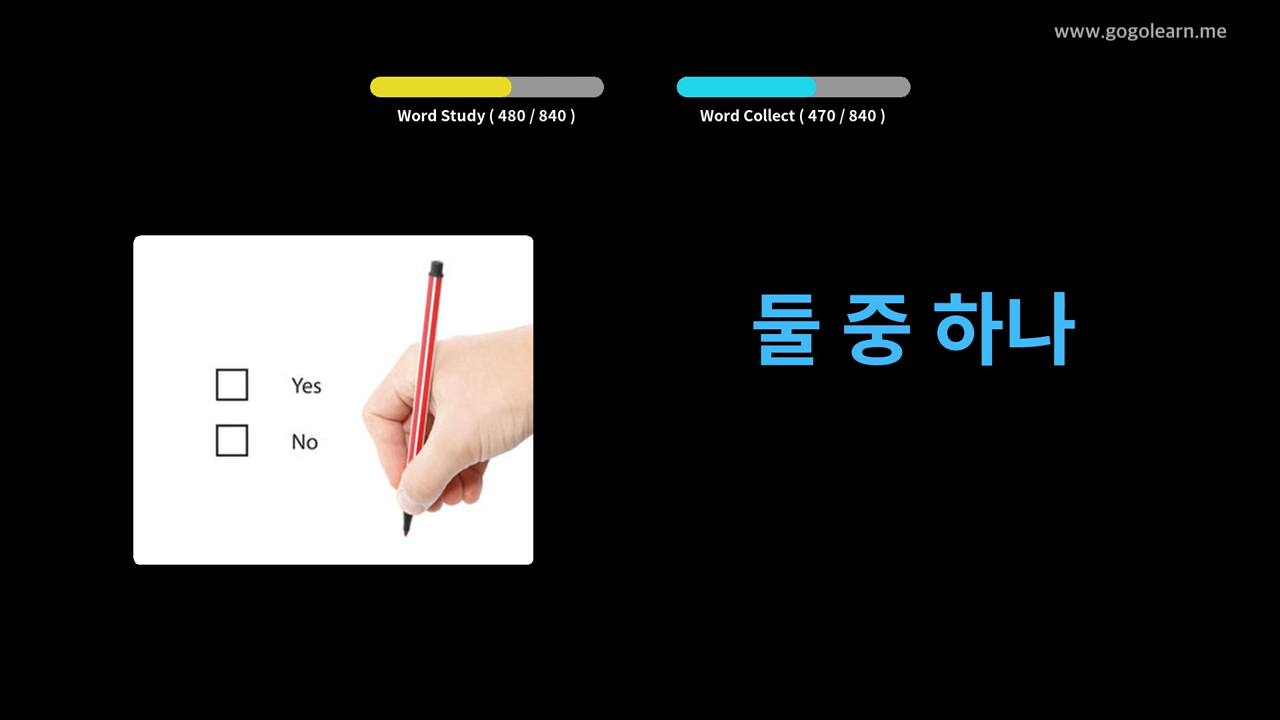 www.gogolearn.me
Word Study ( 480 / 840 )
Word Collect ( 470 / 840 )
둘 중 하나
Yes
No